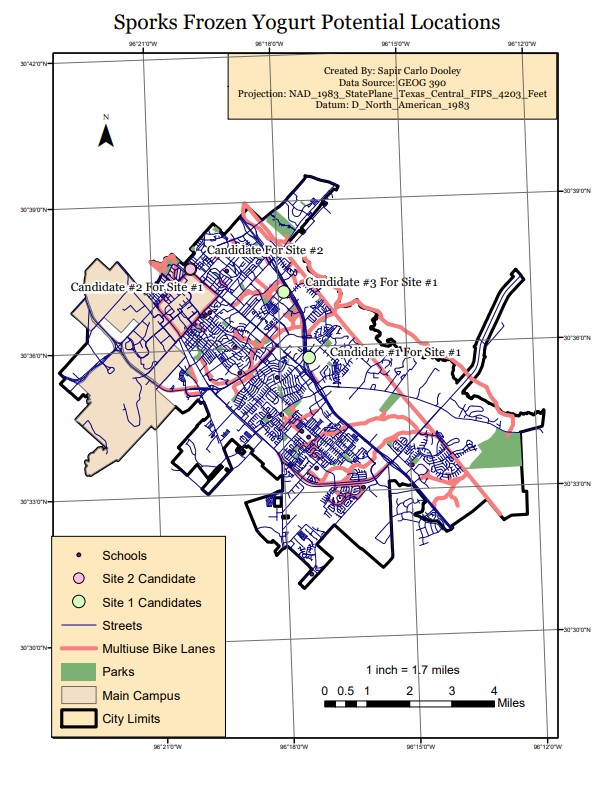 Sporks Frozen Yogurt Potential Locations
96°21'0"W 96°18'0"W 96°15'0"W 96°12'0"W
30°42'0"N
Created By: Sapir Carlo Dooley
Data Source: GEOG 390
Projection: NAD_1983_StatePlane_Texas_Central_FIPS_4203_Feet
Datum: D_North_American_1983
N
30°39'0"N
30°39'0"N
Candidate For Site #2
Candidate #3 For Site #1
Candidate #2 For Site #1
30°36'0"N
Candidate #1 For Site #1
30°36'0"N
30°33'0"N
30°33'0"N
Schools
Site 2 Candidate
Site 1 Candidates
Streets
Multiuse Bike Lanes
Parks
Main Campus
City Limits
30°30'0"N
30°30'0"N
1 inch = 1.7 miles
0 0.5 1 2 3 4
Miles
96°21'0"W 96°18'0"W 96°15'0"W 96°12'0"W